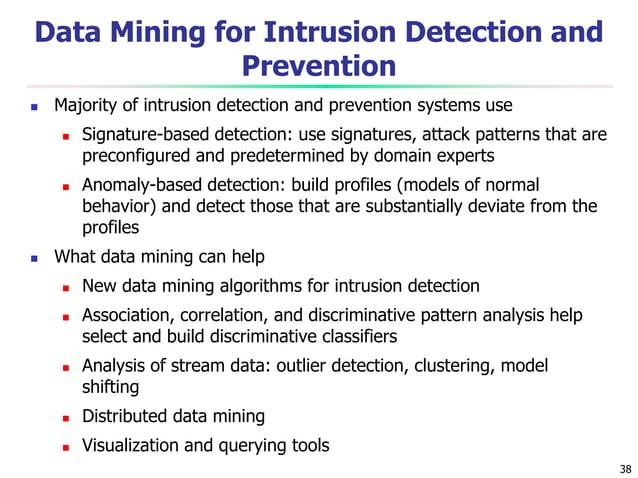 Data Mining for Intrusion Detection and
Prevention
Majority of intrusion detection and prevention systems use
Signature-based detection: use signatures, attack patterns that are
preconfigured and predetermined by domain experts
Anomaly-based detection: build profiles (models of normal
behavior) and detect those that are substantially deviate from the
profiles
What data mining can help
New data mining algorithms for intrusion detection
Association, correlation, and discriminative pattern analysis help
select and build discriminative classifiers
Analysis of stream data: outlier detection, clustering, model
shifting
Distributed data mining
Visualization and querying tools
38